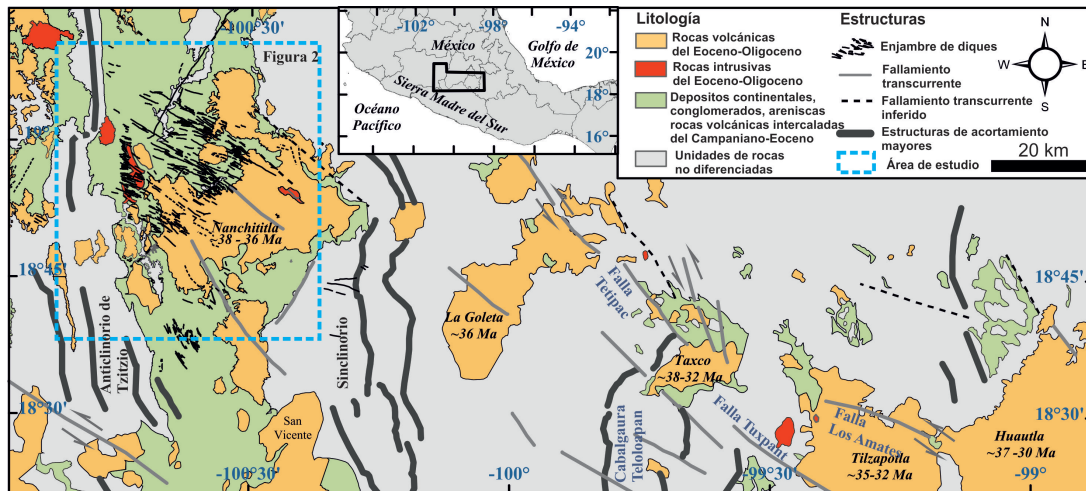 -100°30'
Figura 2
19°
Nanchititla
~38 - 36 Ma
18°45'
Anticlinorio de
Tzitzio
Sinclinorio
18°30'
San
Vicente
-100°30'
-102°
-98°
-94°
México
Golfo de
México
20°
18°
16°
Sierra Madre del Sur
Océano
Pacífico
Litología
Rocas volcánicas
del Eoceno-Oligoceno
Rocas intrusivas
del Eoceno-Oligoceno
Depositos continentales,
conglomerados, areniscas
rocas volcánicas intercaladas
del Campaniano-Eoceno
Unidades de rocas
no diferenciadas
Estructuras
Enjambre de diques
Fallamiento
transcurrente
Fallamiento transcurrente
inferido
Estructuras de acortamiento
mayores
Área de estudio
N
W
E
S
20 km
La Goleta
~36 Ma
Falla
Tetipac
Taxco
~38-32 Ma
Cabalgaura
Teloloapan
Falla Tuxpant
Falla
Los Amates
Tilzapotla
~35-32 Ma
Huautla
~37 -30 Ma
18°45'
18°30'
-100°
-99°30'
-99°